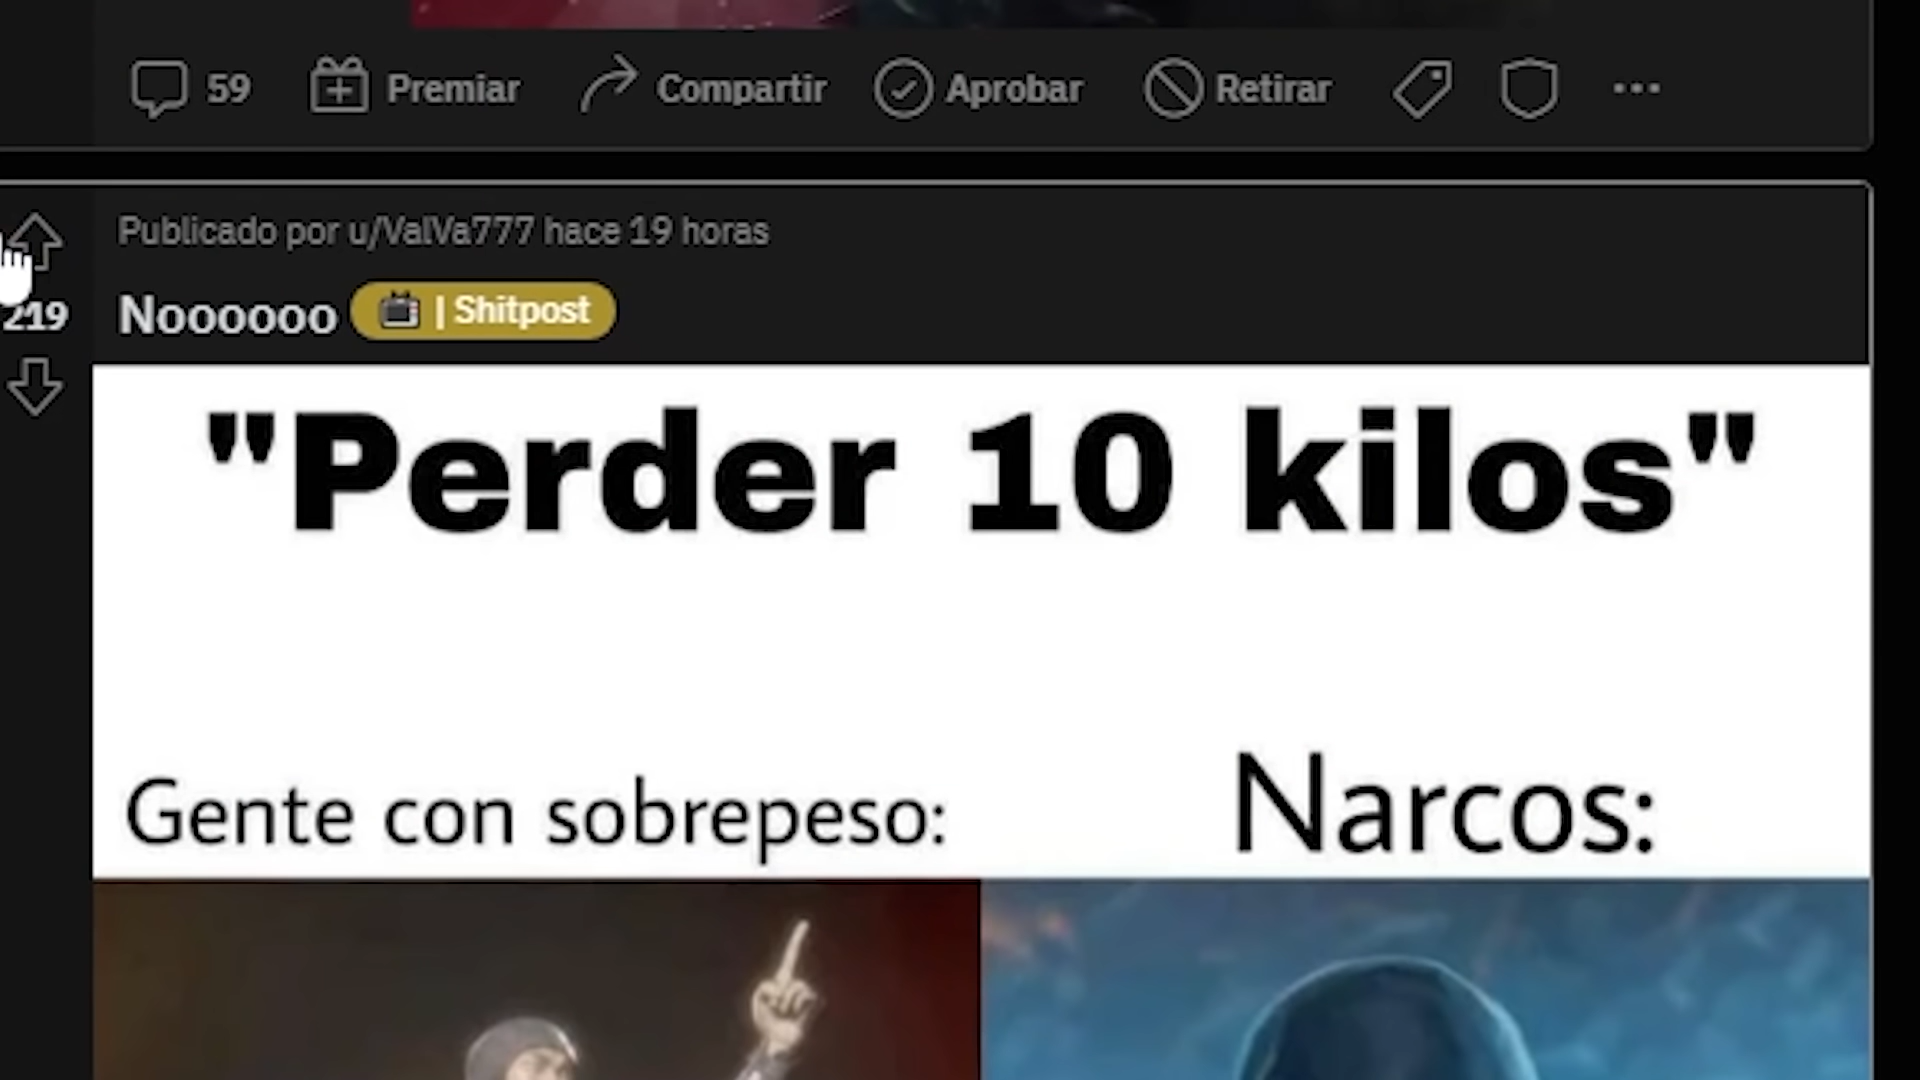 59 Premiar Compartir Aprobar Retirar
Publicado por u/ValVa777 hace 19 horas
219
Noooooo | Shitpost
"Perder 10 kilos"
Gente con sobrepeso:
Narcos: